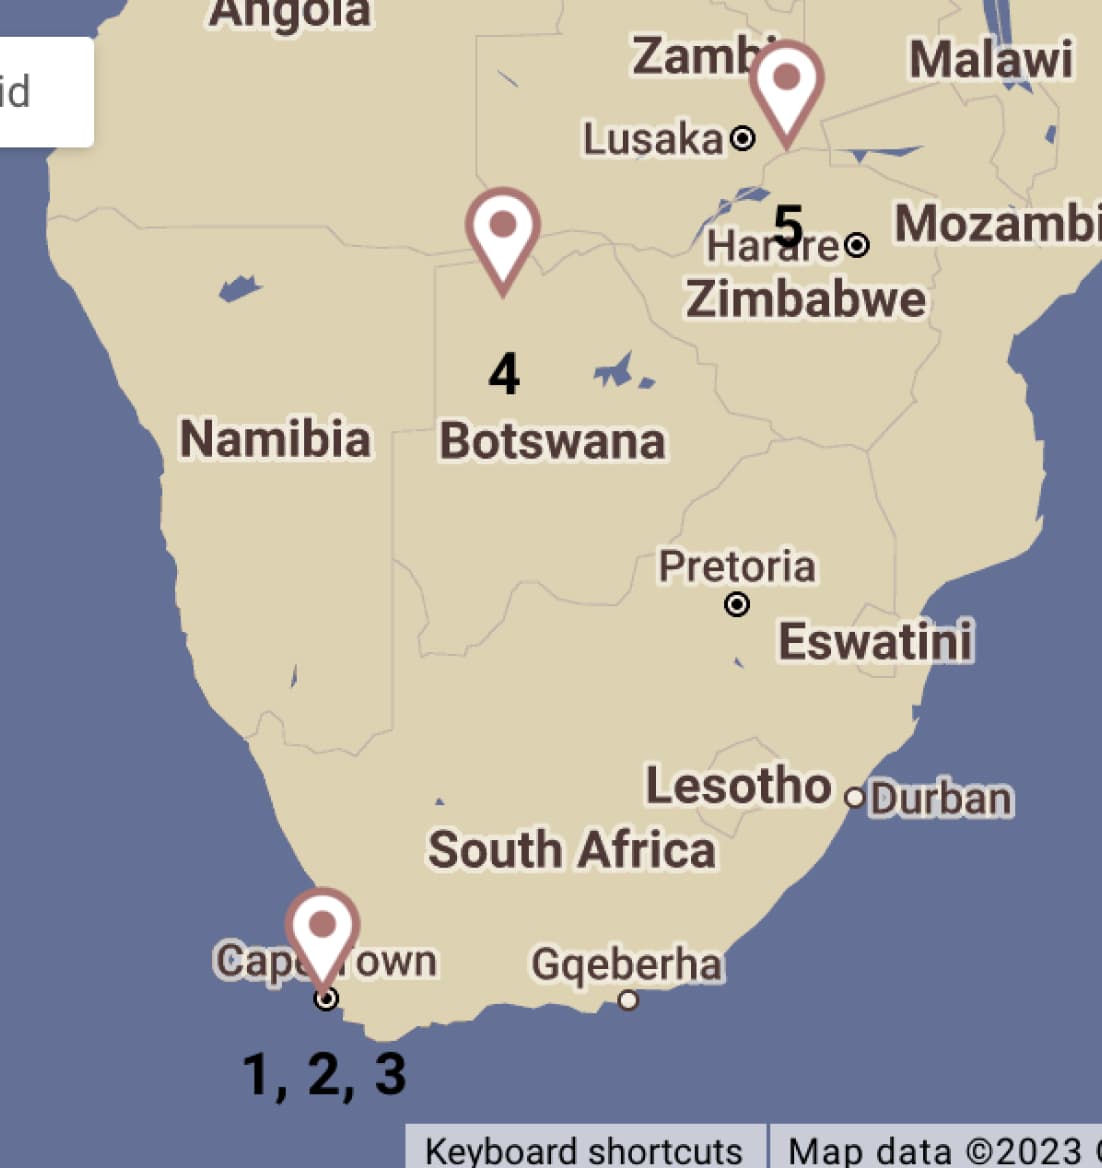 Angola
id
Zambi
Malawi
Lusaka
5
Harare
Mozambi
Zimbabwe
4
Namibia
Botswana
Pretoria
Eswatini
Lesotho
Durban
South Africa
Cape Town
Gqeberha
1, 2, 3
Keyboard shortcuts
Map data ©2023